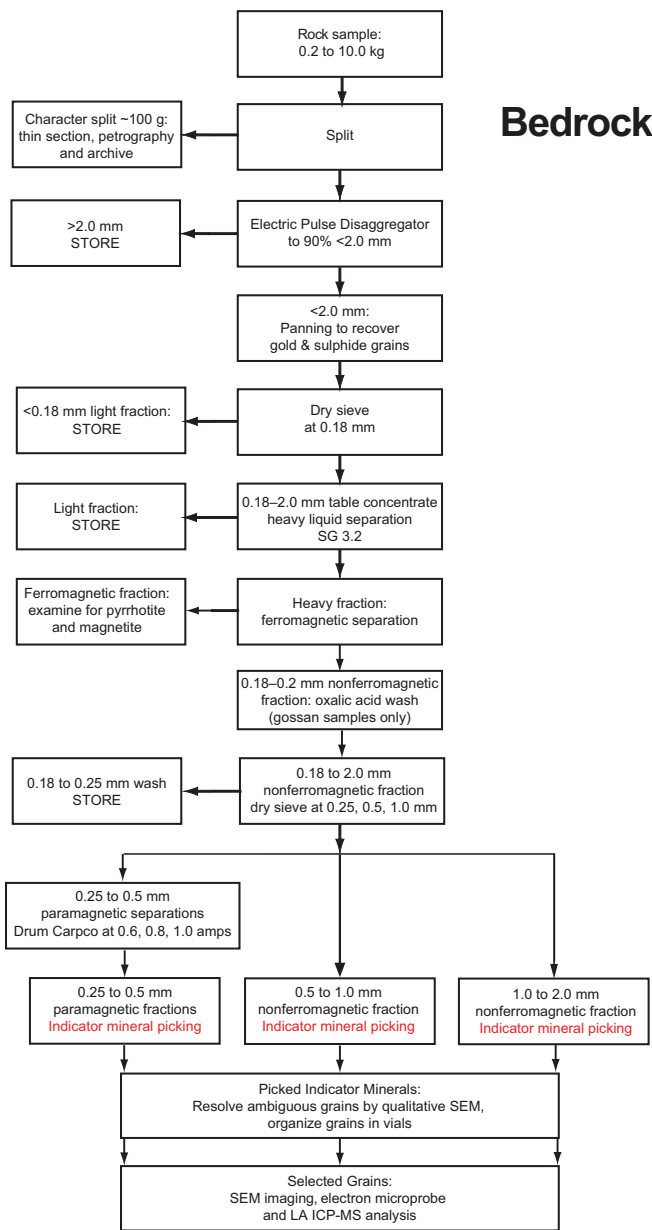 Rock sample:
0.2 to 10.0 kg
Bedrock
Character split ~100 g:
thin section, petrography
and archive
Split
>2.0 mm
STORE
Electric Pulse Disaggregator
to 90% <2.0 mm
<2.0 mm:
Panning to recover
gold & sulphide grains
<0.18 mm light fraction:
STORE
Dry sieve
at 0.18 mm
Light fraction:
STORE
0.18–2.0 mm table concentrate
heavy liquid separation
SG 3.2
Ferromagnetic fraction:
examine for pyrrhotite
and magnetite
Heavy fraction:
ferromagnetic separation
0.18–0.2 mm nonferromagnetic
fraction: oxalic acid wash
(gossan samples only)
0.18 to 0.25 mm wash
STORE
0.18 to 2.0 mm
nonferromagnetic fraction
dry sieve at 0.25, 0.5, 1.0 mm
0.25 to 0.5 mm
paramagnetic separations
Drum Carpco at 0.6, 0.8, 1.0 amps
0.25 to 0.5 mm
paramagnetic fractions
Indicator mineral picking
0.5 to 1.0 mm
nonferromagnetic fraction
Indicator mineral picking
1.0 to 2.0 mm
nonferromagnetic fraction
Indicator mineral picking
Picked Indicator Minerals:
Resolve ambiguous grains by qualitative SEM,
organize grains in vials
Selected Grains:
SEM imaging, electron microprobe
and LA ICP-MS analysis